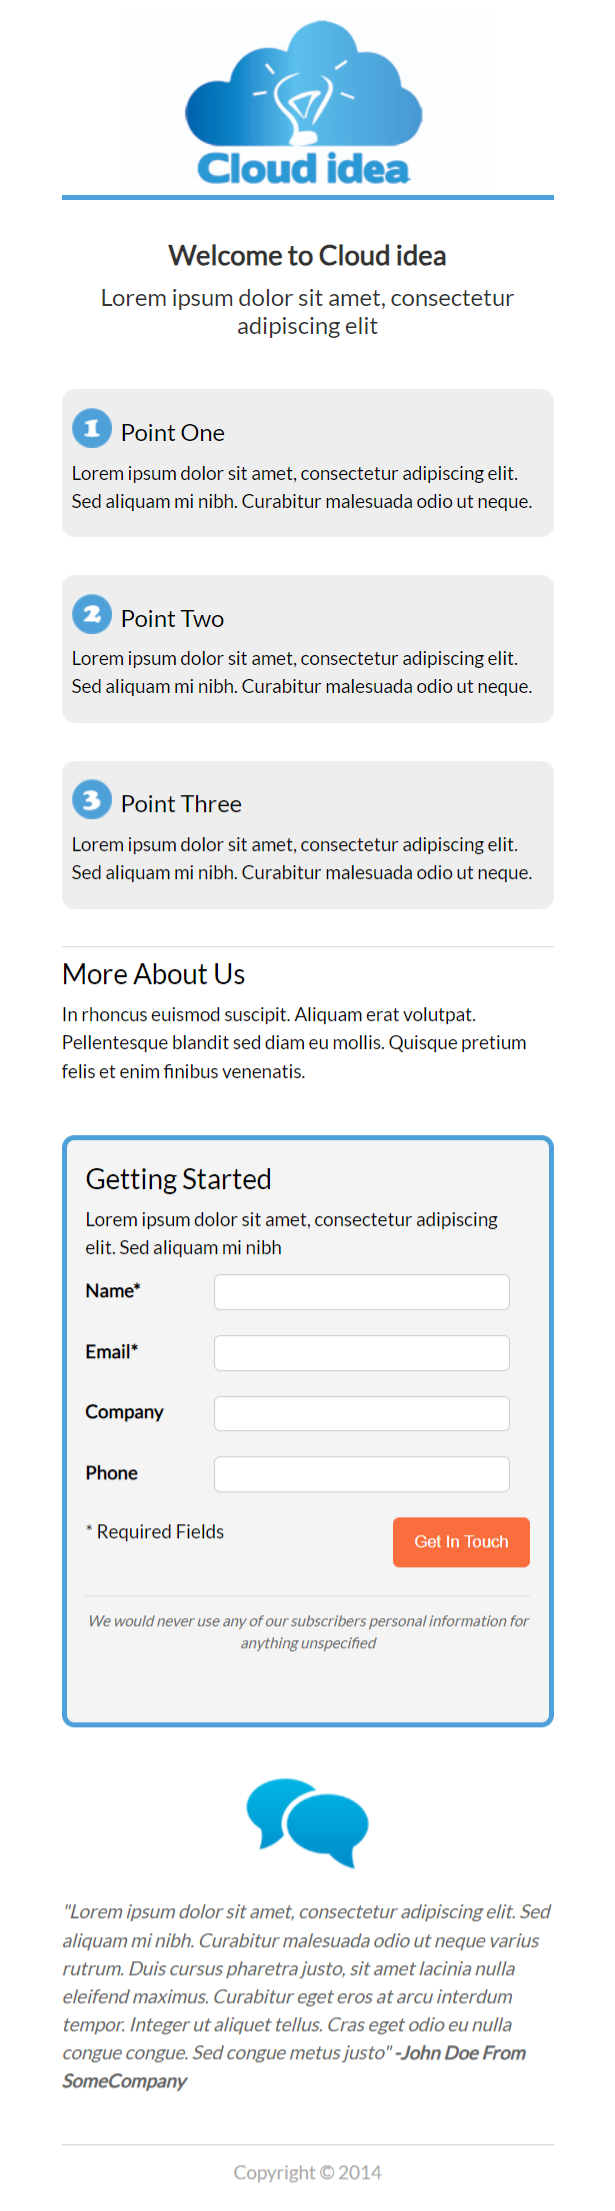 Cloud idea
Welcome to Cloud idea
Lorem ipsum dolor sit amet, consectetur
adipiscing elit
1 Point One
Lorem ipsum dolor sit amet, consectetur adipiscing elit.
Sed aliquam mi nibh. Curabitur malesuada odio ut neque.
2 Point Two
Lorem ipsum dolor sit amet, consectetur adipiscing elit.
Sed aliquam mi nibh. Curabitur malesuada odio ut neque.
3 Point Three
Lorem ipsum dolor sit amet, consectetur adipiscing elit.
Sed aliquam mi nibh. Curabitur malesuada odio ut neque.
More About Us
In rhoncus euismod suscipit. Aliquam erat volutpat.
Pellentesque blandit sed diam eu mollis. Quisque pretium
felis et enim finibus venenatis.
Getting Started
Lorem ipsum dolor sit amet, consectetur adipiscing
elit. Sed aliquam mi nibh
Name*
Email*
Company
Phone
* Required Fields
Get In Touch
We would never use any of our subscribers personal information for
anything unspecified
"Lorem ipsum dolor sit amet, consectetur adipiscing elit. Sed
aliquam mi nibh. Curabitur malesuada odio ut neque varius
rutrum. Duis cursus pharetra justo, sit amet lacinia nulla
eleifend maximus. Curabitur eget eros at arcu interdum
tempor. Integer ut aliquet tellus. Cras eget odio eu nulla
congue congue. Sed congue metus justo" -John Doe From
SomeCompany
Copyright © 2014